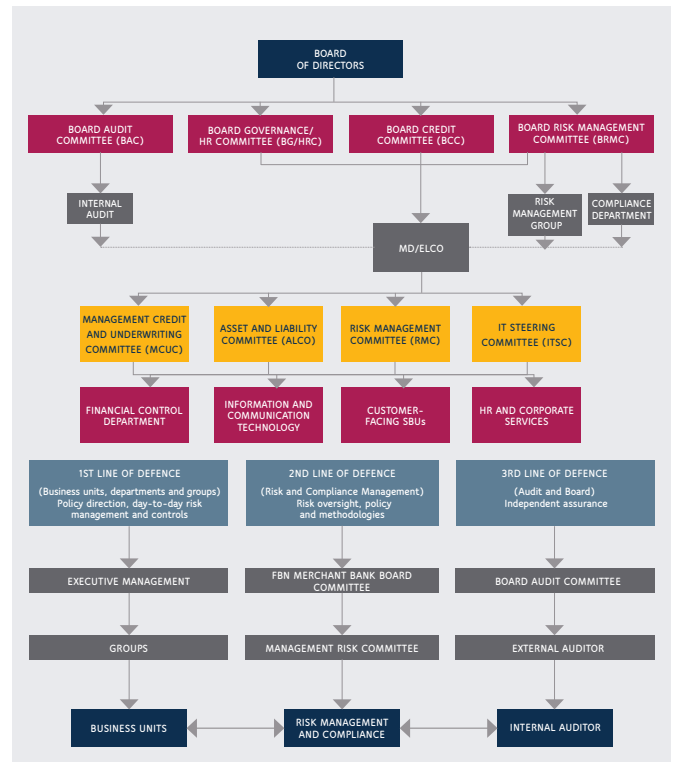 BOARD
OF DIRECTORS
BOARD AUDIT
COMMITTEE (BAC)
BOARD GOVERNANCE/
HR COMMITTEE (BG/HRC)
BOARD CREDIT
COMMITTEE (BCC)
BOARD RISK MANAGEMENT
COMMITTEE (BRMC)
INTERNAL
AUDIT
RISK
MANAGEMENT
GROUP
COMPLIANCE
DEPARTMENT
MD/ELCO
MANAGEMENT CREDIT
AND UNDERWRITING
COMMITTEE (MCUC)
ASSET AND LIABILITY
COMMITTEE (ALCO)
RISK MANAGEMENT
COMMITTEE (RMC)
IT STEERING
COMMITTEE (ITSC)
FINANCIAL CONTROL
DEPARTMENT
INFORMATION AND
COMMUNICATION
TECHNOLOGY
CUSTOMER-
FACING SBUs
HR AND CORPORATE
SERVICES
1ST LINE OF DEFENCE
(Business units, departments and groups)
Policy direction, day-to-day risk
management and controls
2ND LINE OF DEFENCE
(Risk and Compliance Management)
Risk oversight, policy
and methodologies
3RD LINE OF DEFENCE
(Audit and Board)
Independent assurance
EXECUTIVE MANAGEMENT
FBN MERCHANT BANK BOARD
COMMITTEE
BOARD AUDIT COMMITTEE
GROUPS
MANAGEMENT RISK COMMITTEE
EXTERNAL AUDITOR
BUSINESS UNITS
RISK MANAGEMENT
AND COMPLIANCE
INTERNAL AUDITOR